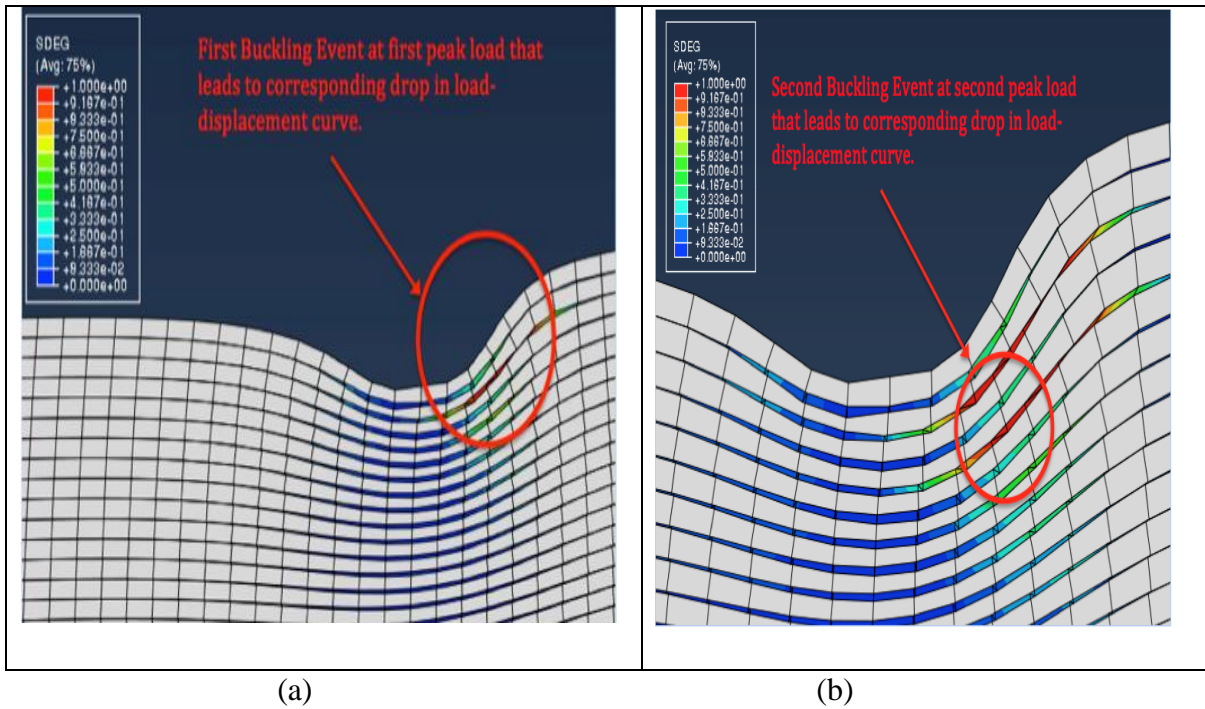 SDEG
(Avg: 75%)
+1.000e+00
+9.167e-01
+8.333e-01
+7.500e-01
+6.667e-01
+5.833e-01
+5.000e-01
+4.167e-01
+3.333e-01
+2.500e-01
+1.667e-01
+8.333e-02
+0.000e+00
First Buckling Event at first peak load that
leads to corresponding drop in load-
displacement curve.
SDEG
(Avg: 75%)
+1.000e+00
+9.167e-01
+8.333e-01
+7.500e-01
+6.667e-01
+5.833e-01
+5.000e-01
+4.167e-01
+3.333e-01
+2.500e-01
+1.667e-01
+8.333e-02
+0.000e+00
Second Buckling Event at second peak load
that leads to corresponding drop in load-
displacement curve.
(a)
(b)